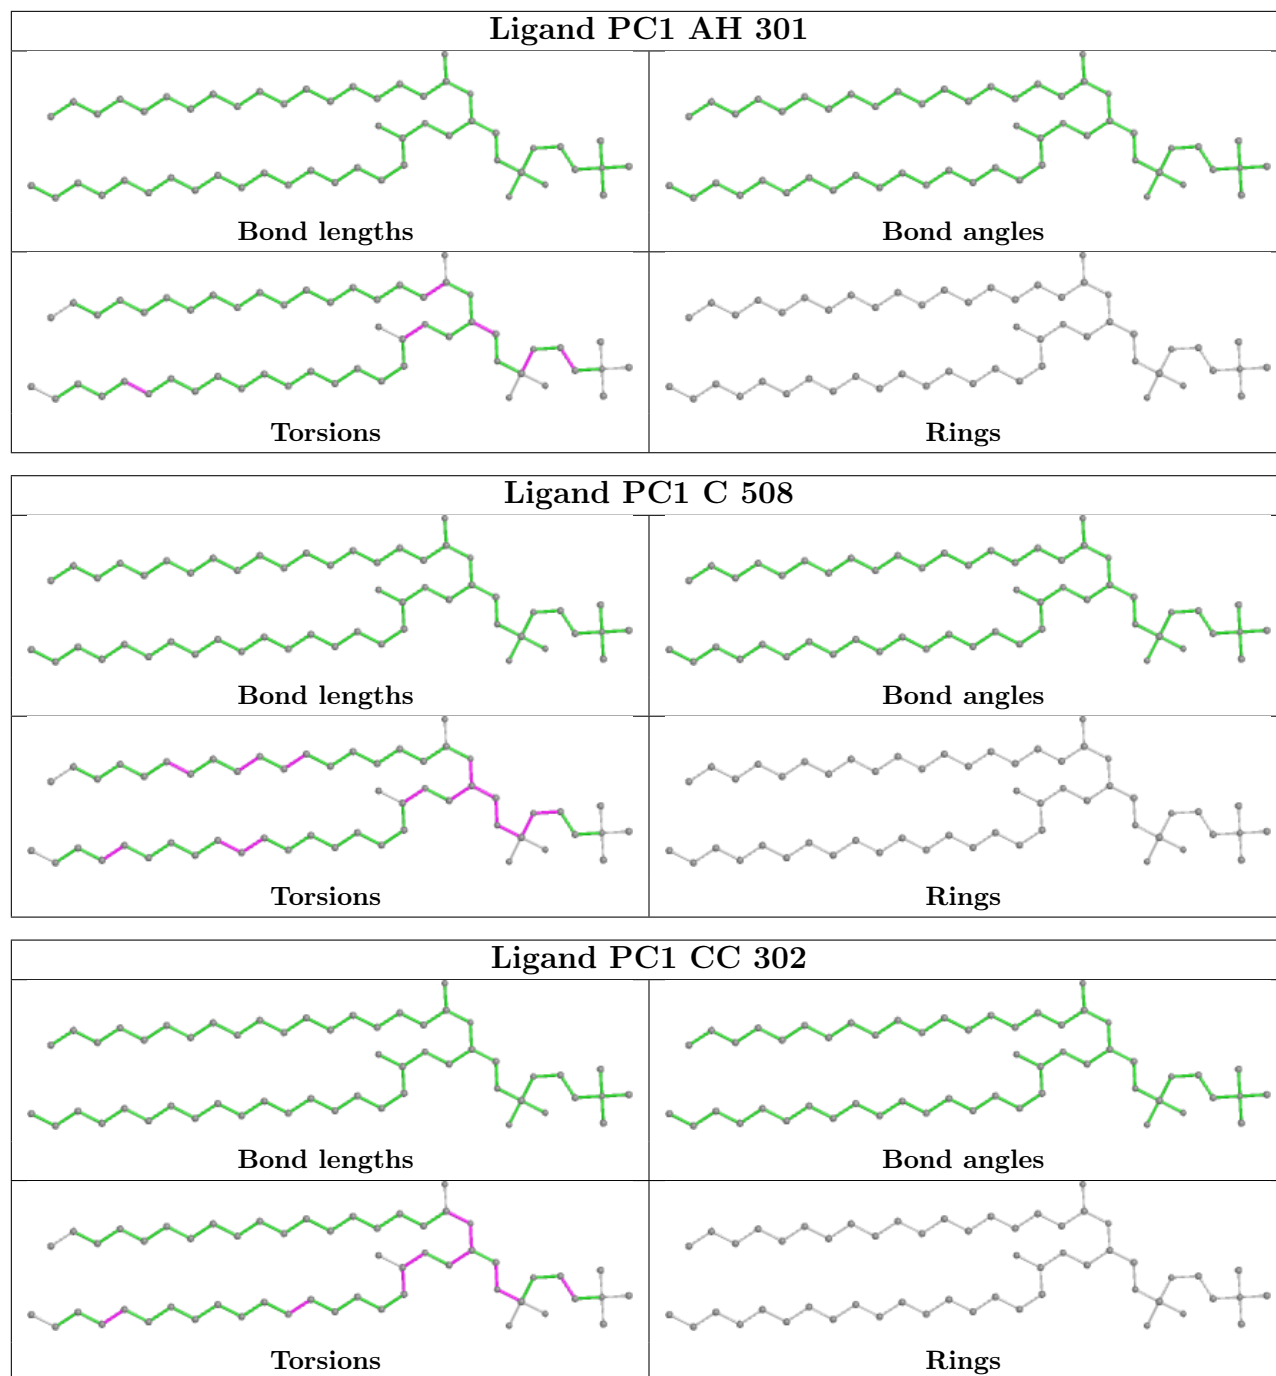 Ligand PC1 AH 301
Bond lengths
Bond angles
Torsions
Rings
Ligand PC1 C 508
Bond lengths
Bond angles
Torsions
Rings
Ligand PC1 CC 302
Bond lengths
Bond angles
Torsions
Rings